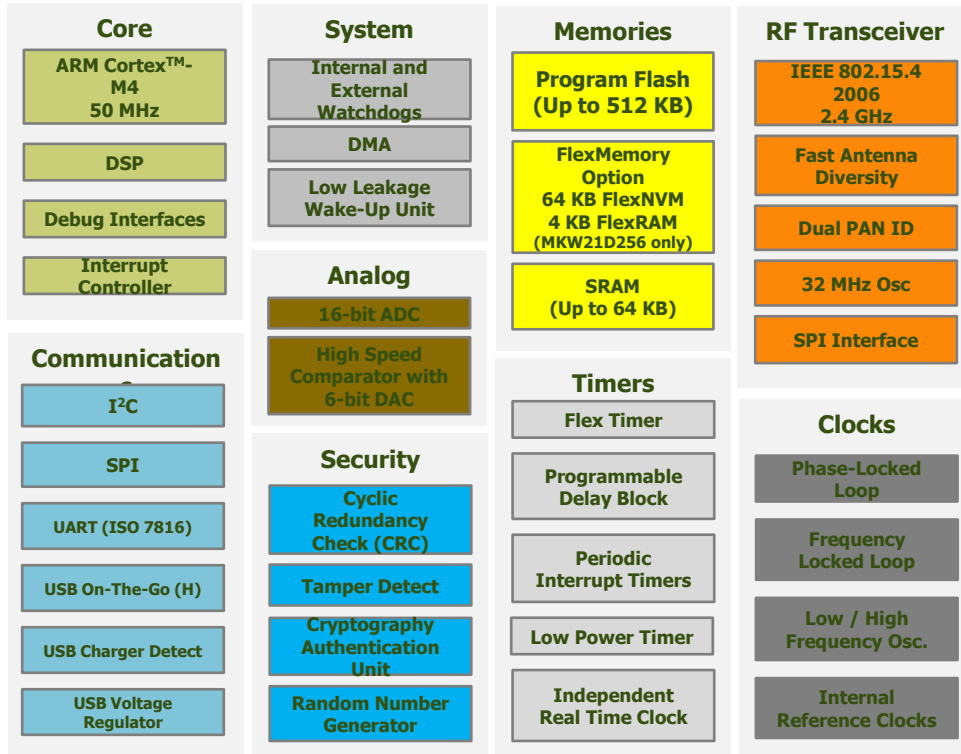 Core
ARM Cortex™-
M4
50 MHz
DSP
Debug Interfaces
Interrupt
Controller
System
Internal and
External
Watchdogs
DMA
Low Leakage
Wake-Up Unit
Memories
Program Flash
(Up to 512 KB)
FlexMemory
Option
64 KB FlexNVM
4 KB FlexRAM
(MKW21D256 only)
SRAM
(Up to 64 KB)
RF Transceiver
IEEE 802.15.4
2006
2.4 GHz
Fast Antenna
Diversity
Dual PAN ID
32 MHz Osc
SPI Interface
Analog
16-bit ADC
High Speed
Comparator with
6-bit DAC
Communication
I²C
SPI
UART (ISO 7816)
USB On-The-Go (H)
USB Charger Detect
USB Voltage
Regulator
Security
Cyclic
Redundancy
Check (CRC)
Tamper Detect
Cryptography
Authentication
Unit
Random Number
Generator
Timers
Flex Timer
Programmable
Delay Block
Periodic
Interrupt Timers
Low Power Timer
Independent
Real Time Clock
Clocks
Phase-Locked
Loop
Frequency
Locked Loop
Low / High
Frequency Osc.
Internal
Reference Clocks